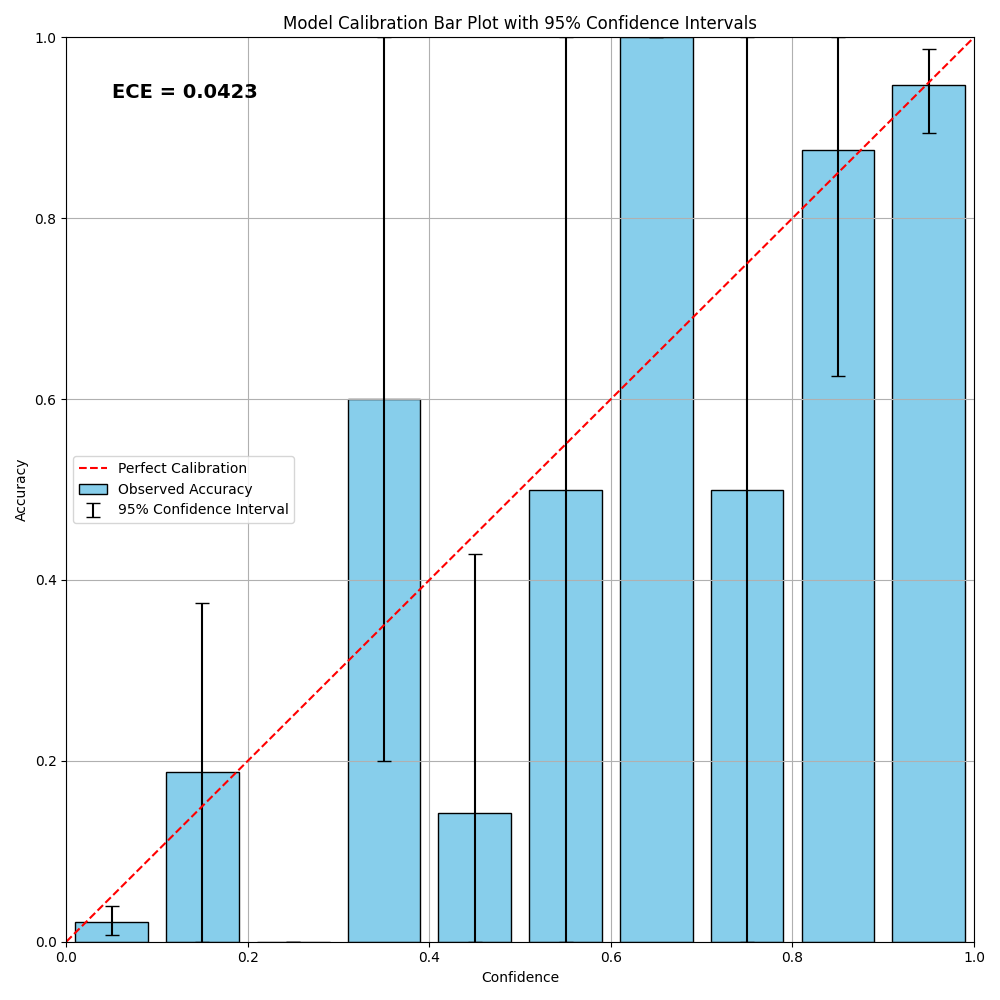 Model Calibration Bar Plot with 95% Confidence Intervals
ECE = 0.0423
Accuracy
1.0
0.8
0.6
0.4
0.2
0.0
Perfect Calibration
Observed Accuracy
95% Confidence Interval
0.0 0.2 0.4 0.6 0.8 1.0
Confidence